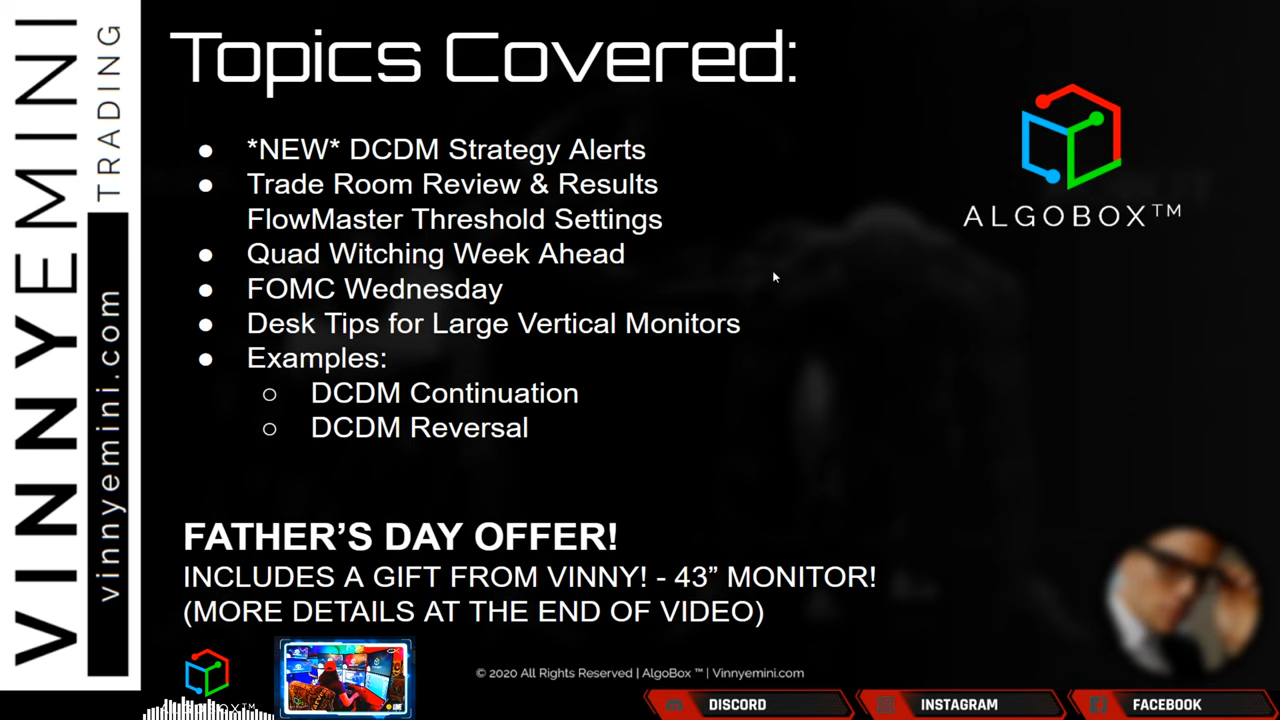 VINNYEMINI
TRADING
vinnyemini.com
Topics Covered:
● *NEW* DCDM Strategy Alerts
● Trade Room Review & Results
FlowMaster Threshold Settings
● Quad Witching Week Ahead
● FOMC Wednesday
● Desk Tips for Large Vertical Monitors
● Examples:
○ DCDM Continuation
○ DCDM Reversal
ALGOBOX™
FATHER’S DAY OFFER!
INCLUDES A GIFT FROM VINNY! - 43” MONITOR!
(MORE DETAILS AT THE END OF VIDEO)
© 2020 All Rights Reserved | AlgoBox ™ | Vinnyemini.com
DISCORD
INSTAGRAM
FACEBOOK